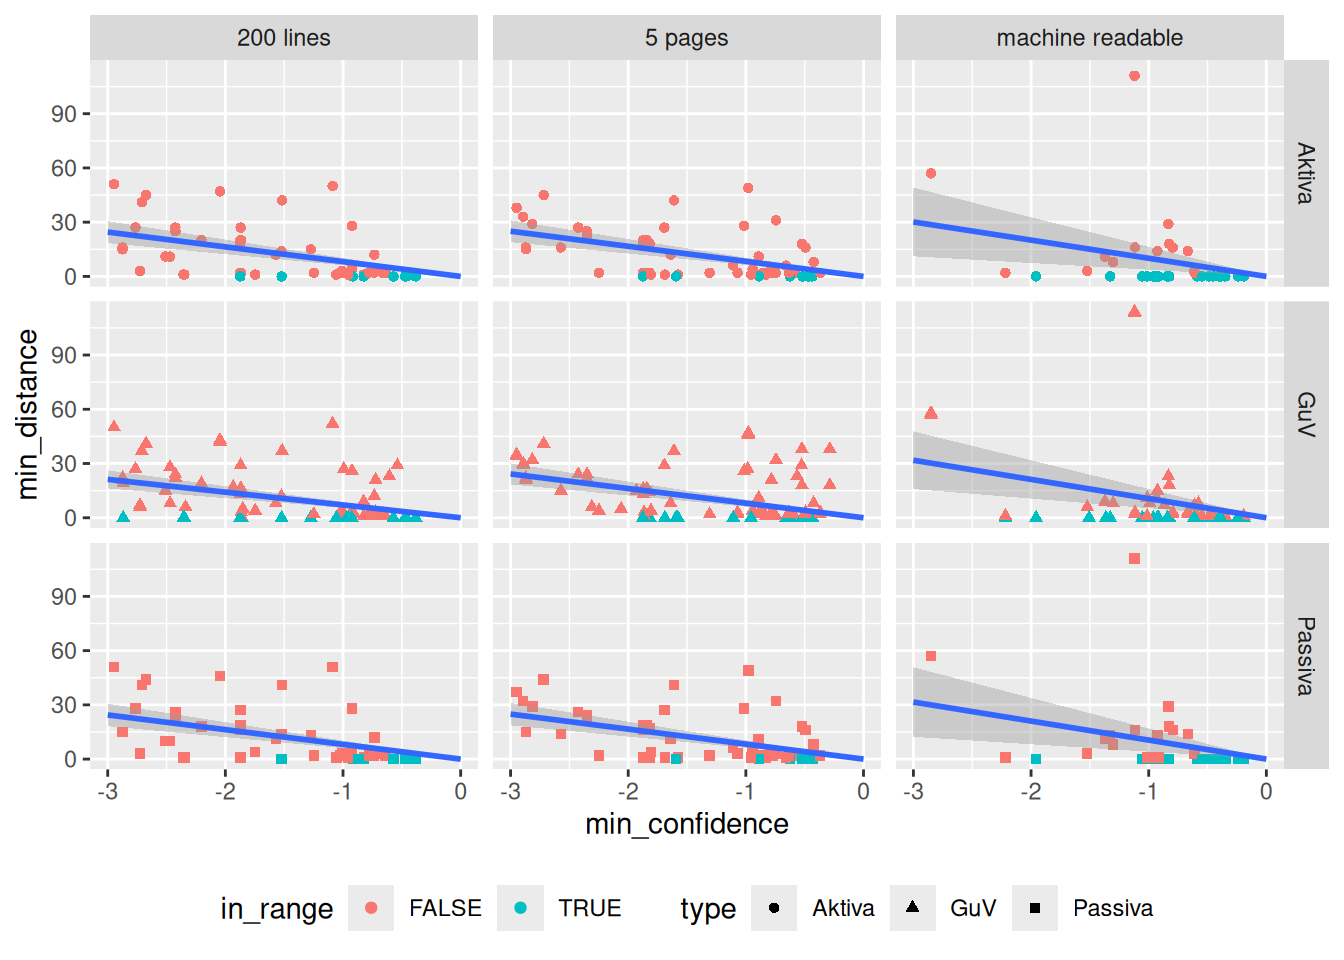 200 lines 5 pages machine readable
90
60
30
0
Aktiva
90
60
30
0
GuV
90
60
30
0
Passiva
-3 -2 -1 0 -3 -2 -1 0 -3 -2 -1 0
min_confidence
min_distance
in_range FALSE TRUE type Aktiva GuV Passiva